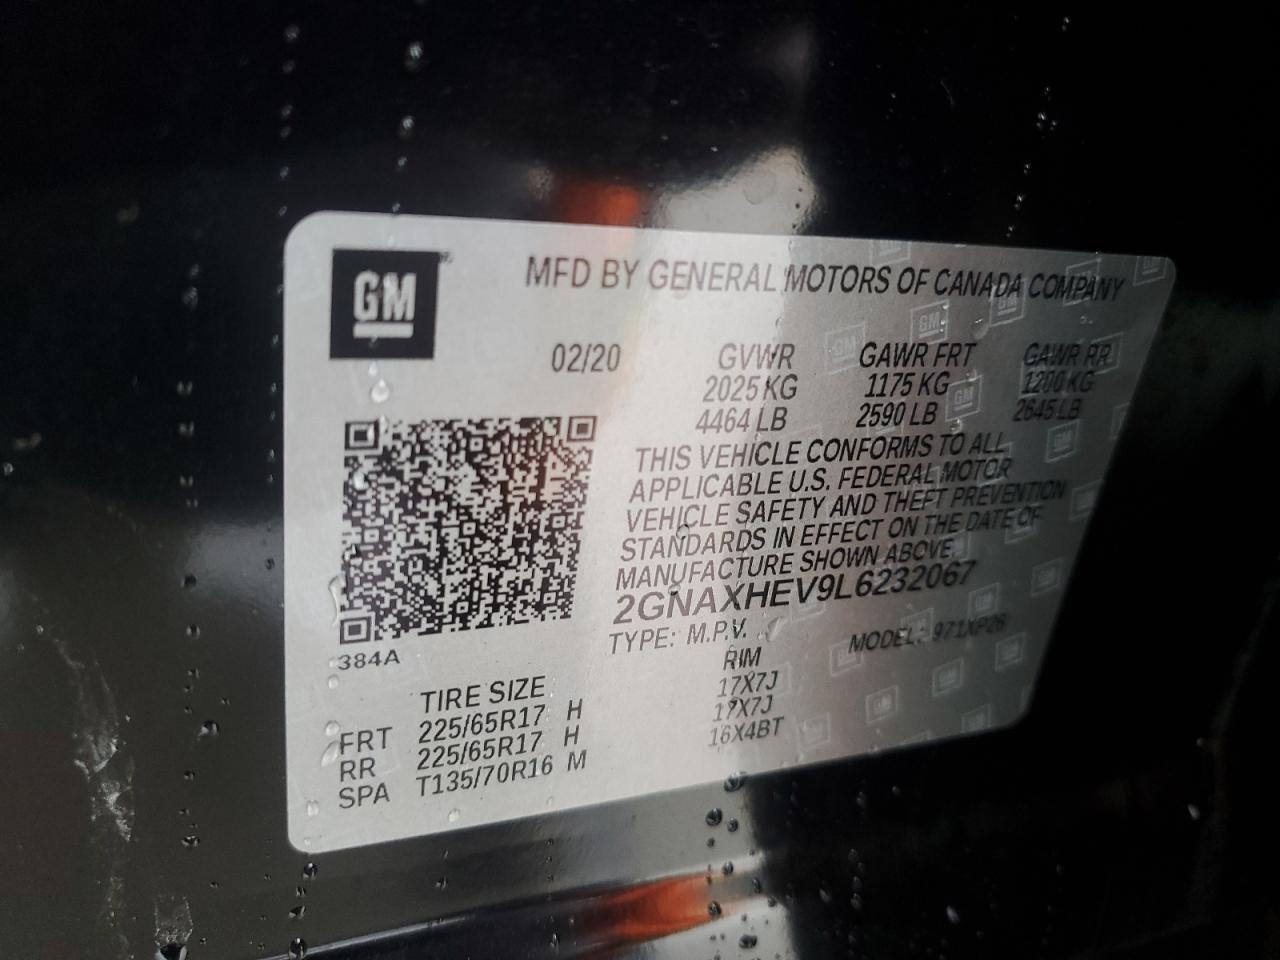 GM
MFD BY GENERAL MOTORS OF CANADA COMPANY
02/20 GVWR GAWR FRT GAWR RR
2025 KG 1175 KG 1200 KG
4464 LB 2590 LB 2645 LB
THIS VEHICLE CONFORMS TO ALL
APPLICABLE U.S. FEDERAL MOTOR
VEHICLE SAFETY AND THEFT PREVENTION
STANDARDS IN EFFECT ON THE DATE OF
MANUFACTURE SHOWN ABOVE.
2GNAXHEV9L6232067
TYPE: M.P.V. MODEL: 971XP26
384A
TIRE SIZE RIM
FRT 225/65R17 H 17X7J
RR 225/65R17 H 17X7J
SPA T135/70R16 M 16X4BT